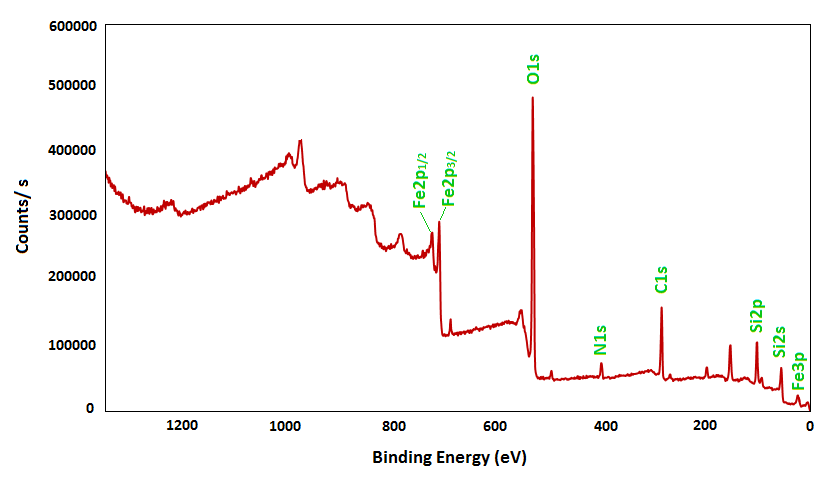 600000
500000
400000
300000
200000
100000
0
Counts/ s
Fe2p1/2
Fe2p3/2
O1s
N1s
C1s
Si2p
Si2s
Fe3p
1200 1000 800 600 400 200 0
Binding Energy (eV)